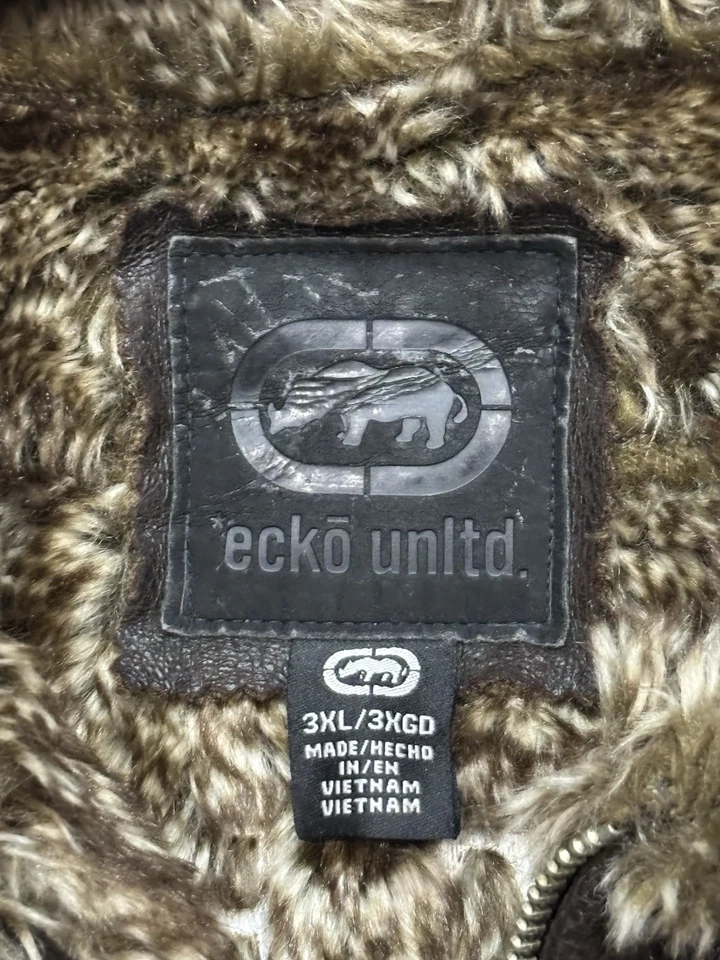 eckō unltd.
3XL/3XGD
MADE/HECHO
IN/EN
VIETNAM
VIETNAM